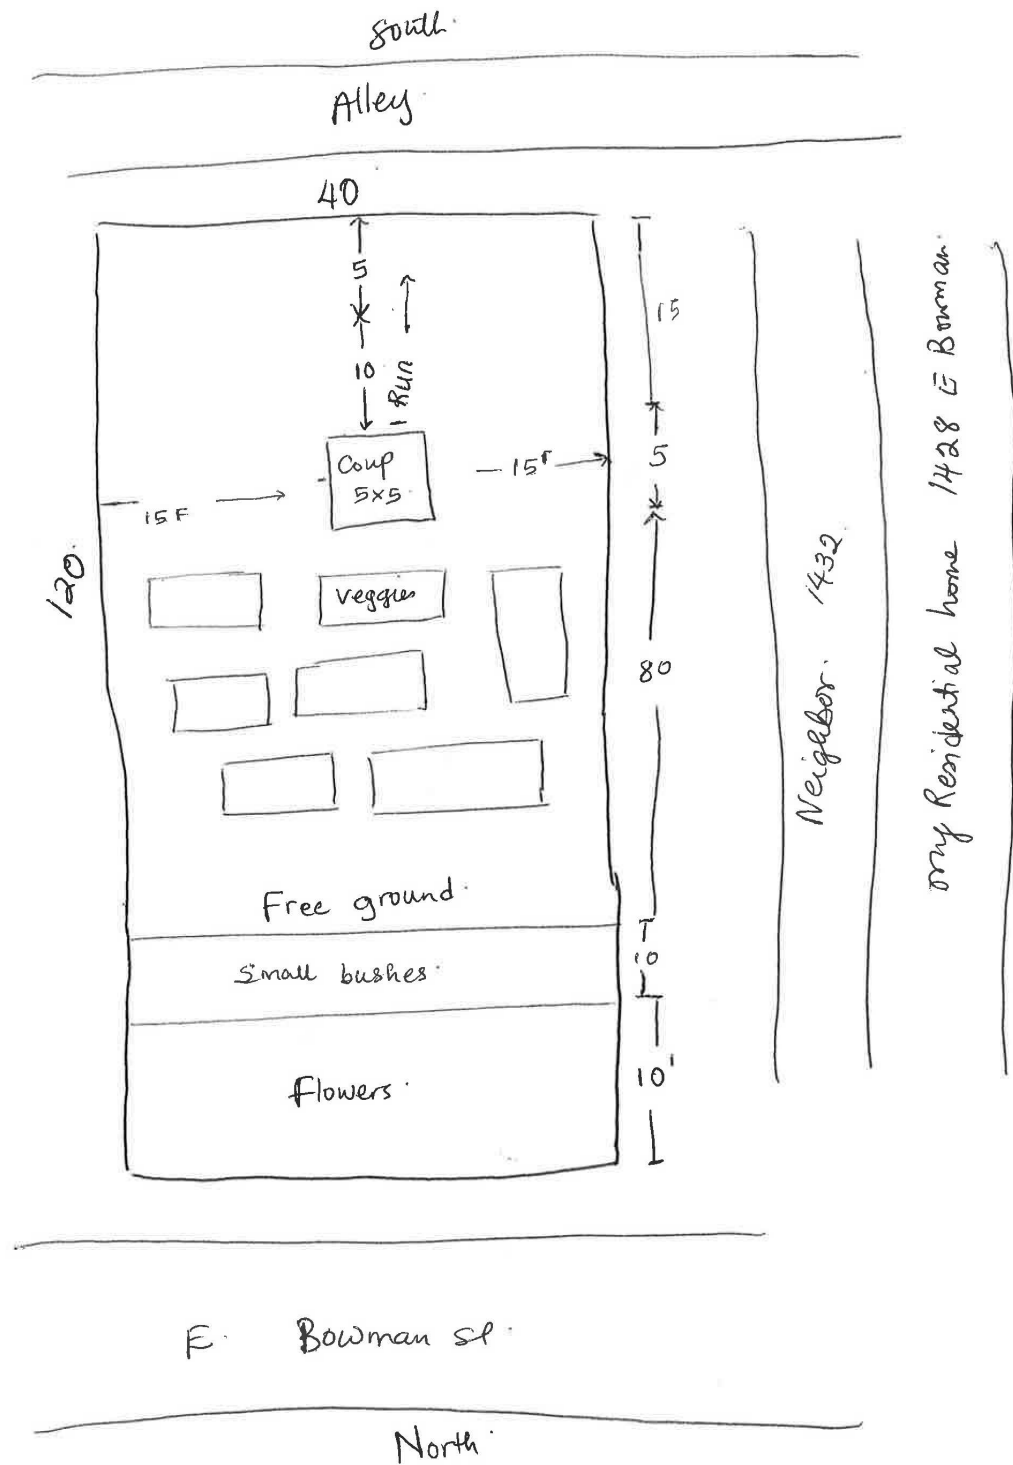 South.
Alley.
40
5
15
10
Run
Coup
5x5.
15'
5
15F
120.
veggies
80
Neighbor. 1432.
my Residential home 1428 E Bowman.
Free ground.
10
Small bushes.
flowers.
10'
E. Bowman St.
North.